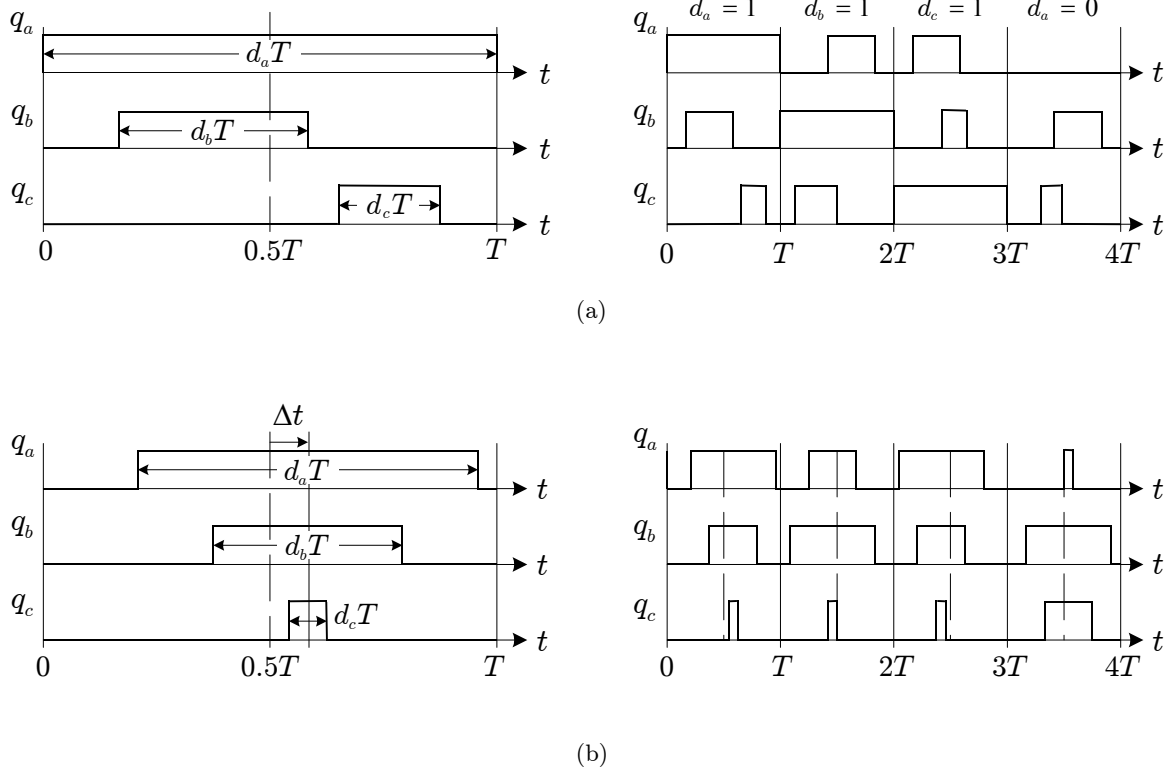 q_a d_aT t
q_b d_bT t
q_c d_cT t
0 0.5T T
d_a = 1 d_b = 1 d_c = 1 d_a = 0
q_a t
q_b t
q_c t
0 T 2T 3T 4T
(a)
Δt
q_a d_aT t
q_b d_bT t
q_c d_cT t
0 0.5T T
q_a t
q_b t
q_c t
0 T 2T 3T 4T
(b)